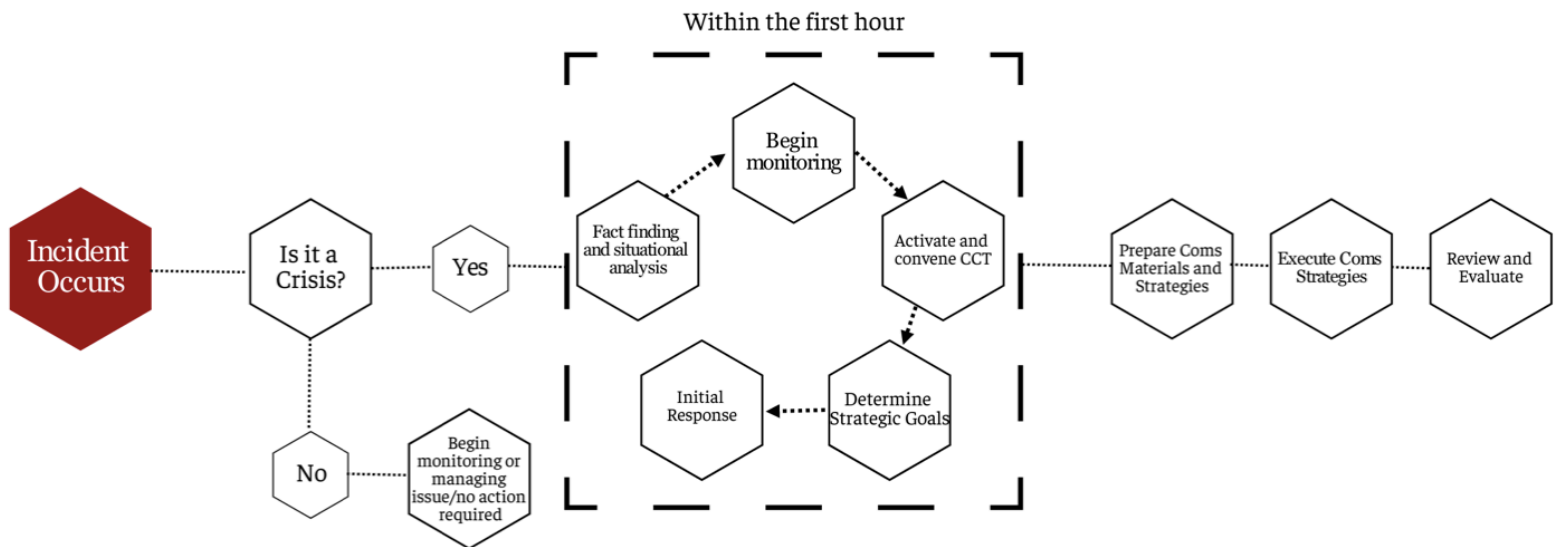 Within the first hour
Incident
Occurs
Is it a
Crisis?
Yes
No
Begin
monitoring or
managing
issue/no action
required
Fact finding
and situational
analysis
Begin
monitoring
Activate and
convene CCT
Determine
Strategic Goals
Initial
Response
Prepare Coms
Materials and
Strategies
Execute Coms
Strategies
Review and
Evaluate